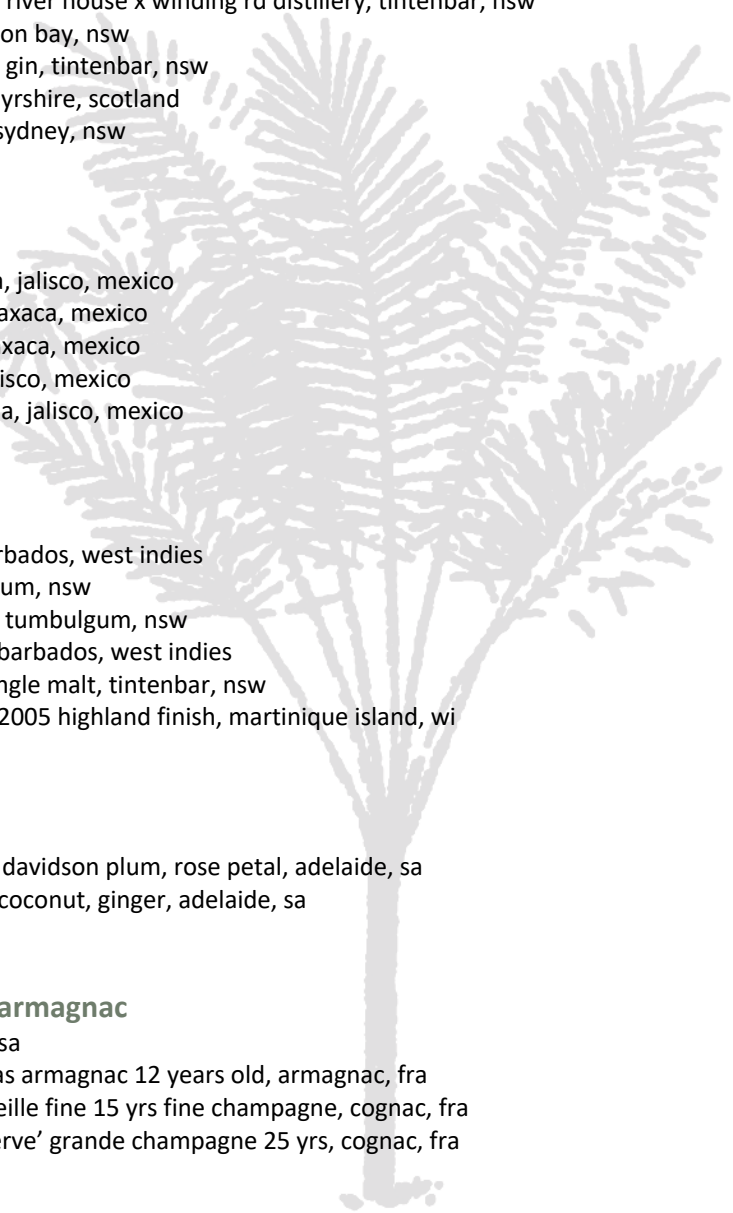 river house x winding rd distillery, tintenbar, nsw
on bay, nsw
gin, tintenbar, nsw
yrshire, scotland
sydney, nsw
, jalisco, mexico
axaca, mexico
axaca, mexico
isco, mexico
a, jalisco, mexico
rbados, west indies
um, nsw
tumbulgum, nsw
barbados, west indies
ngle malt, tintenbar, nsw
2005 highland finish, martinique island, wi
davidson plum, rose petal, adelaide, sa
coconut, ginger, adelaide, sa
armagnac
sa
as armagnac 12 years old, armagnac, fra
eille fine 15 yrs fine champagne, cognac, fra
erve’ grande champagne 25 yrs, cognac, fra